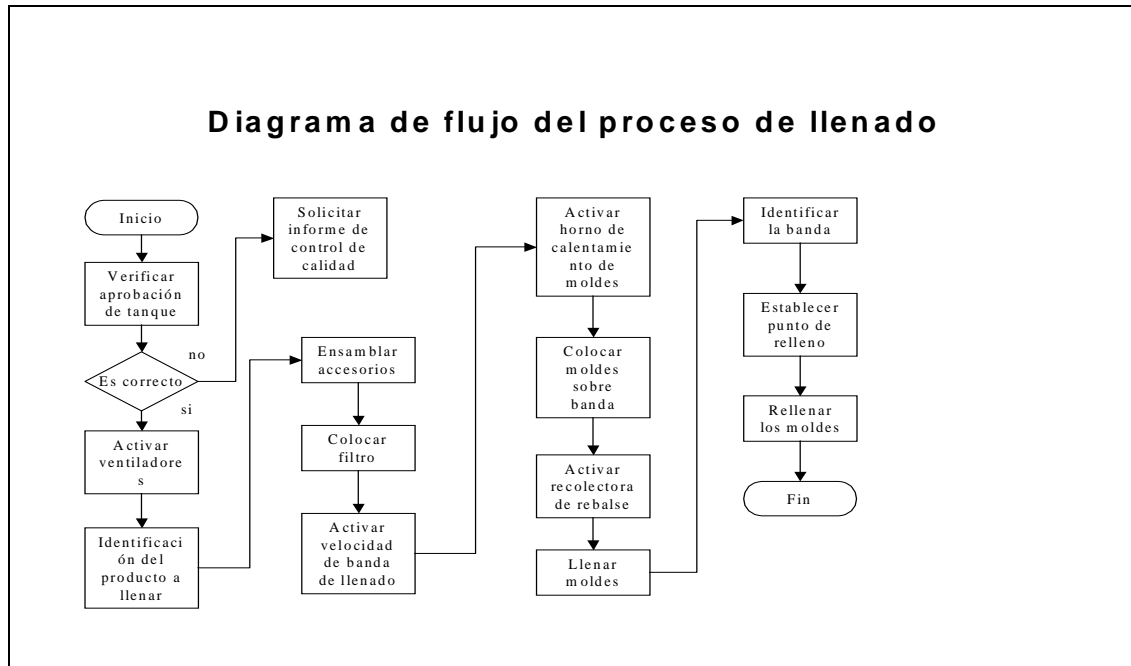 Diagrama de flujo del proceso de llenado
Inicio
Verificar
aprobación
de tanque
Es correcto
no
si
Activar
ventiladore
s
Identificaci
ón del
producto a
llenar
Solicitar
informe de
control de
calidad
Ensamblar
accesorios
Colocar
filtro
Activar
velocidad
de banda
de llenado
Activar
horno de
calentamie
nto de
moldes
Colocar
moldes
sobre
banda
Activar
recolectora
de rebalse
Llenar
moldes
Identificar
la banda
Establecer
punto de
relleno
Rellenar
los moldes
Fin